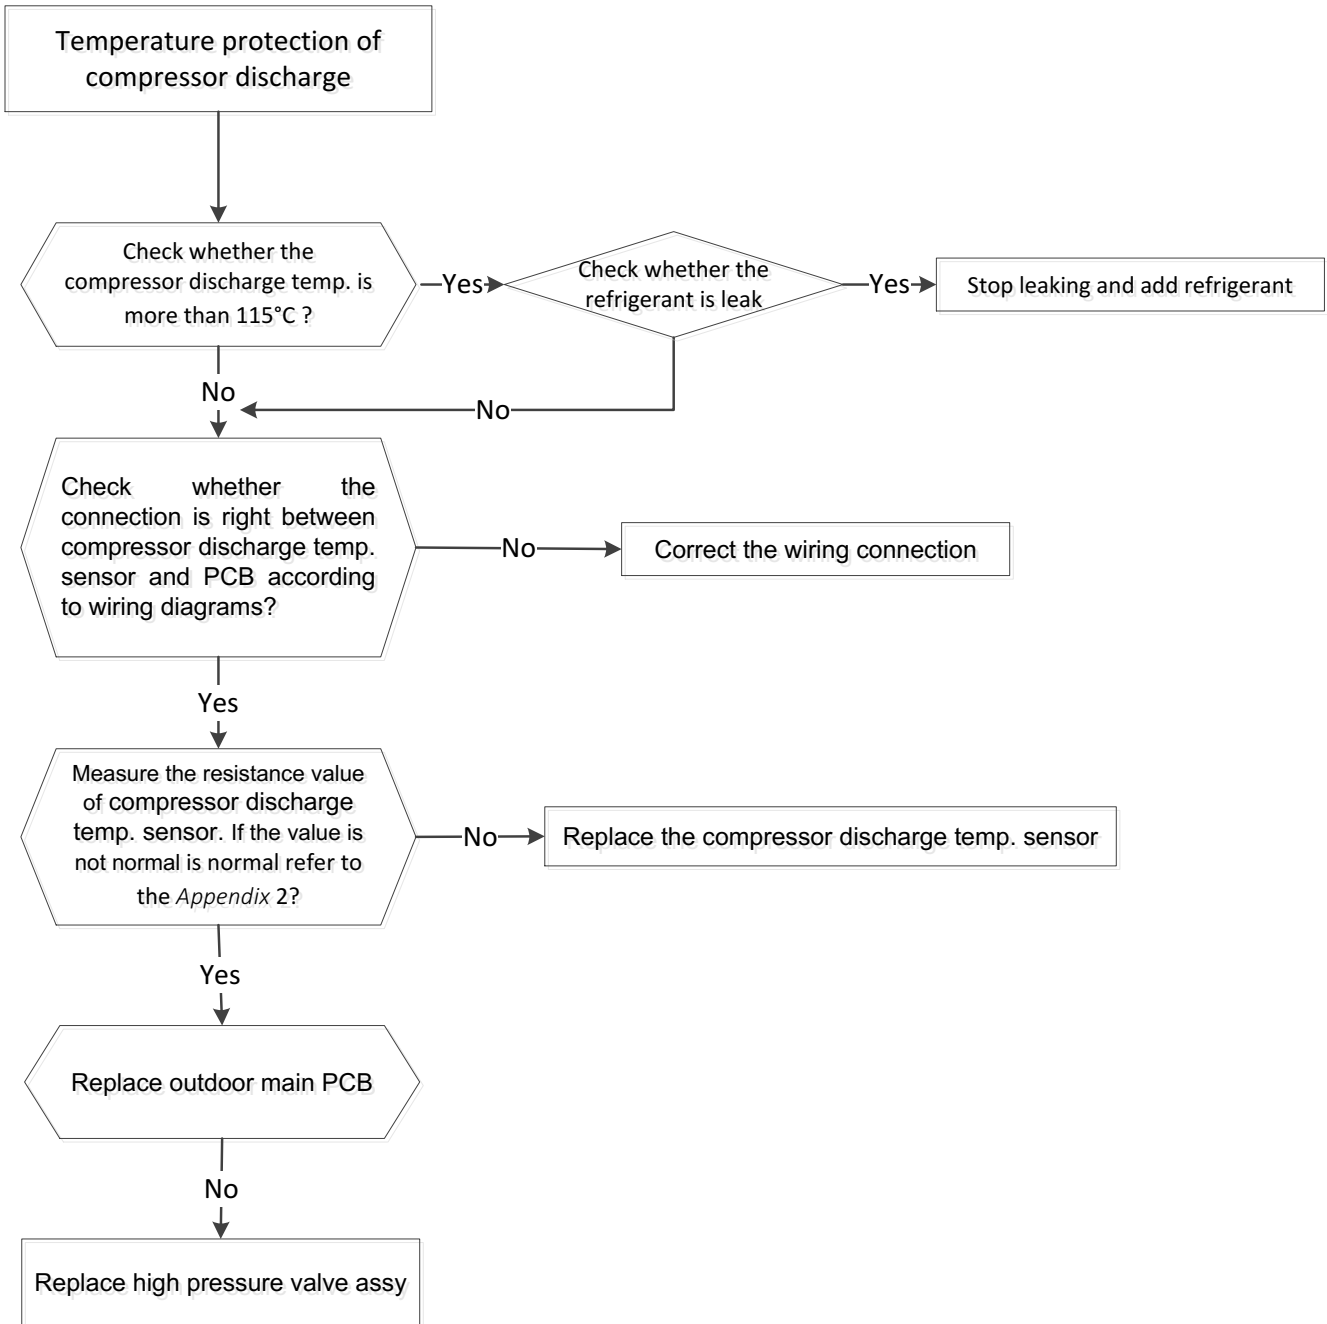 Temperature protection of
compressor discharge
Check whether the
compressor discharge temp. is
more than 115°C ?
Yes
Check whether the
refrigerant is leak
Yes
Stop leaking and add refrigerant
No
No
Check whether the
connection is right between
compressor discharge temp.
sensor and PCB according
to wiring diagrams?
No
Correct the wiring connection
Yes
Measure the resistance value
of compressor discharge
temp. sensor. If the value is
not normal is normal refer to
the Appendix 2?
No
Replace the compressor discharge temp. sensor
Yes
Replace outdoor main PCB
No
Replace high pressure valve assy